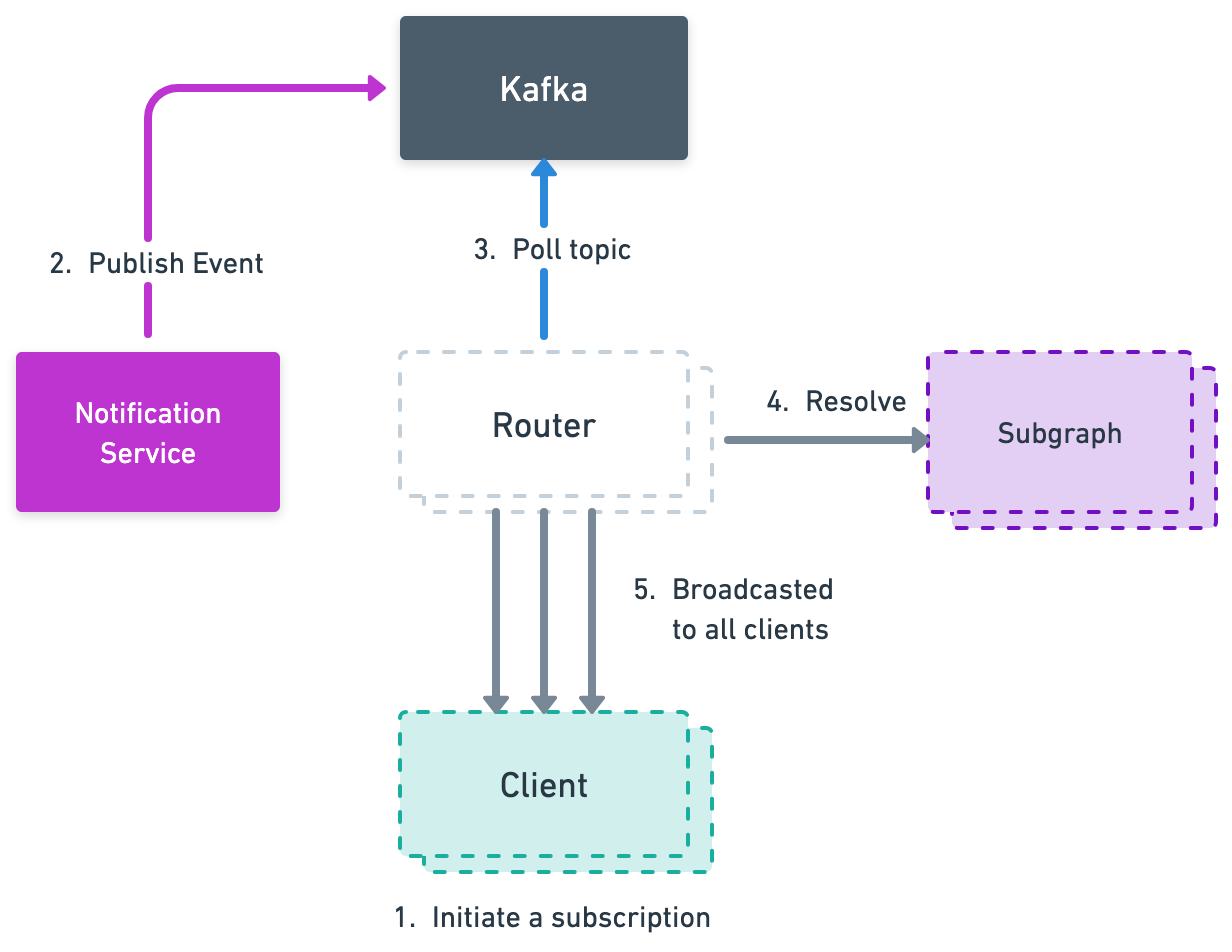 Kafka
2. Publish Event
3. Poll topic
Notification
Service
Router
4. Resolve
Subgraph
5. Broadcasted
to all clients
Client
1. Initiate a subscription